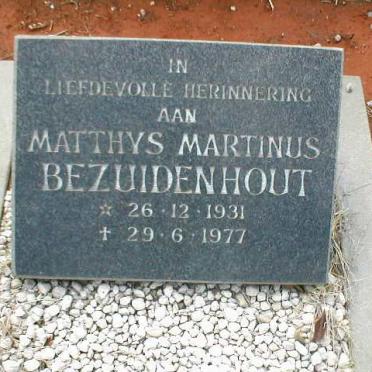 IN
LIEFDEVOLLE HERINNERING
AAN
MATTHYS MARTINUS
BEZUIDENHOUT
☆ 26·12·1931
✝ 29·6·1977